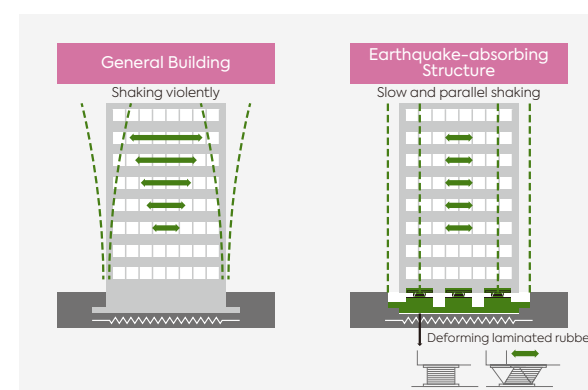 General Building
Shaking violently
Earthquake-absorbing
Structure
Slow and parallel shaking
Deforming laminated rubbe